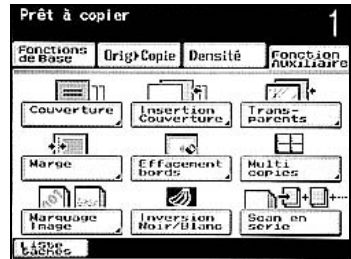 Prêt à copier 1
Fonctions de Base
Orig▸Copie
Densité
Fonction Auxiliaire
Couverture
Insertion Couverture
Trans- parents
Marge
Effacement bords
Multi copies
001
Marquage Image
Inversion Noir/Blanc
Scan en serie
Liste tâches